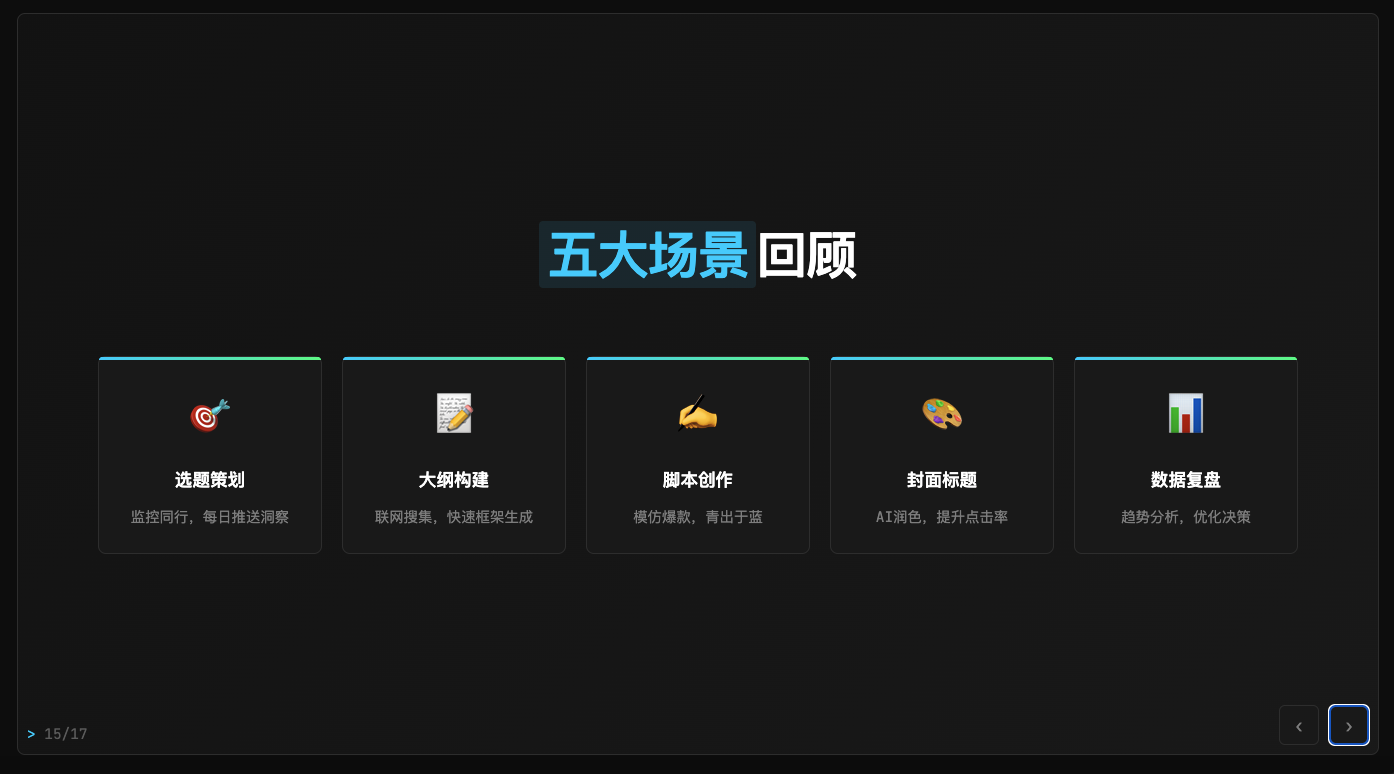 五大场景回顾
选题策划
监控同行，每日推送洞察
大纲构建
联网搜集，快速框架生成
脚本创作
模仿爆款，青出于蓝
封面标题
AI润色，提升点击率
数据复盘
趋势分析，优化决策
> 15/17
‹ ›